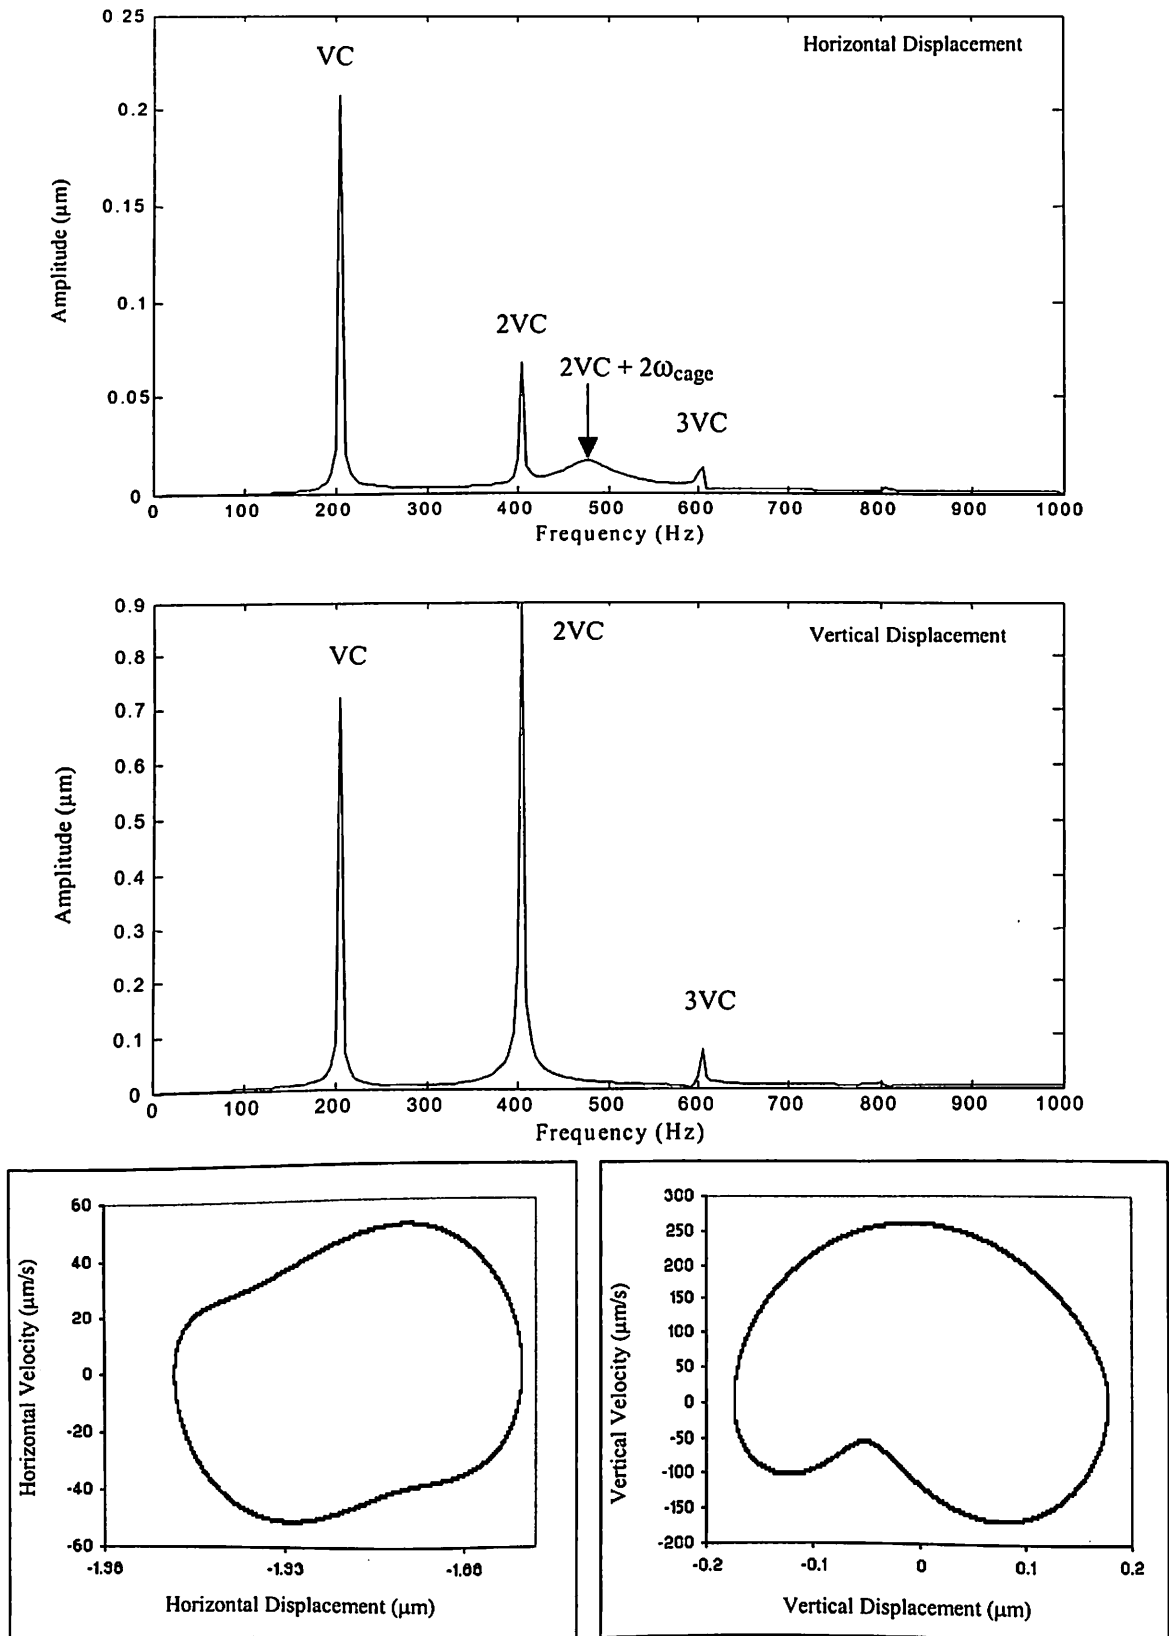 Horizontal Displacement
0 25
0.2
0.15
0.1
0.05
0
Amplitude (μm)
VC
2VC
2VC + 2ωcage
3VC
0 100 200 300 400 500 600 700 800 900 1000
Frequency (Hz)
Vertical Displacement
0.9
0.8
0.7
0.6
0.5
0.4
0.3
0.2
0.1
0
Amplitude (μm)
VC
2VC
3VC
0 100 200 300 400 500 600 700 800 900 1000
Frequency (Hz)
60
40
20
0
-20
-40
-60
Horizontal Velocity (μm/s)
-1.93
Horizontal Displacement (μm)
300
250
200
150
100
50
0
-50
-100
-150
-200
Vertical Velocity (μm/s)
-0.2 -0.1 0 0.1 0.2
Vertical Displacement (μm)